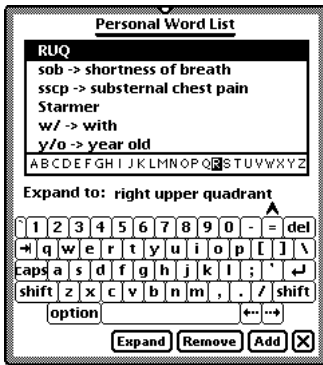 Personal Word List
RUQ
sob -> shortness of breath
sscp -> substernal chest pain
Starmer
w/ -> with
y/o -> year old
ABCDEFGHIJKLMNOPQRSTUVWXYZ
Expand to: right upper quadrant
` 1 2 3 4 5 6 7 8 9 0 - = del
q w e r t y u i o p [ ] \
caps a s d f g h j k l ; '
shift z x c v b n m , . / shift
option
Expand Remove Add